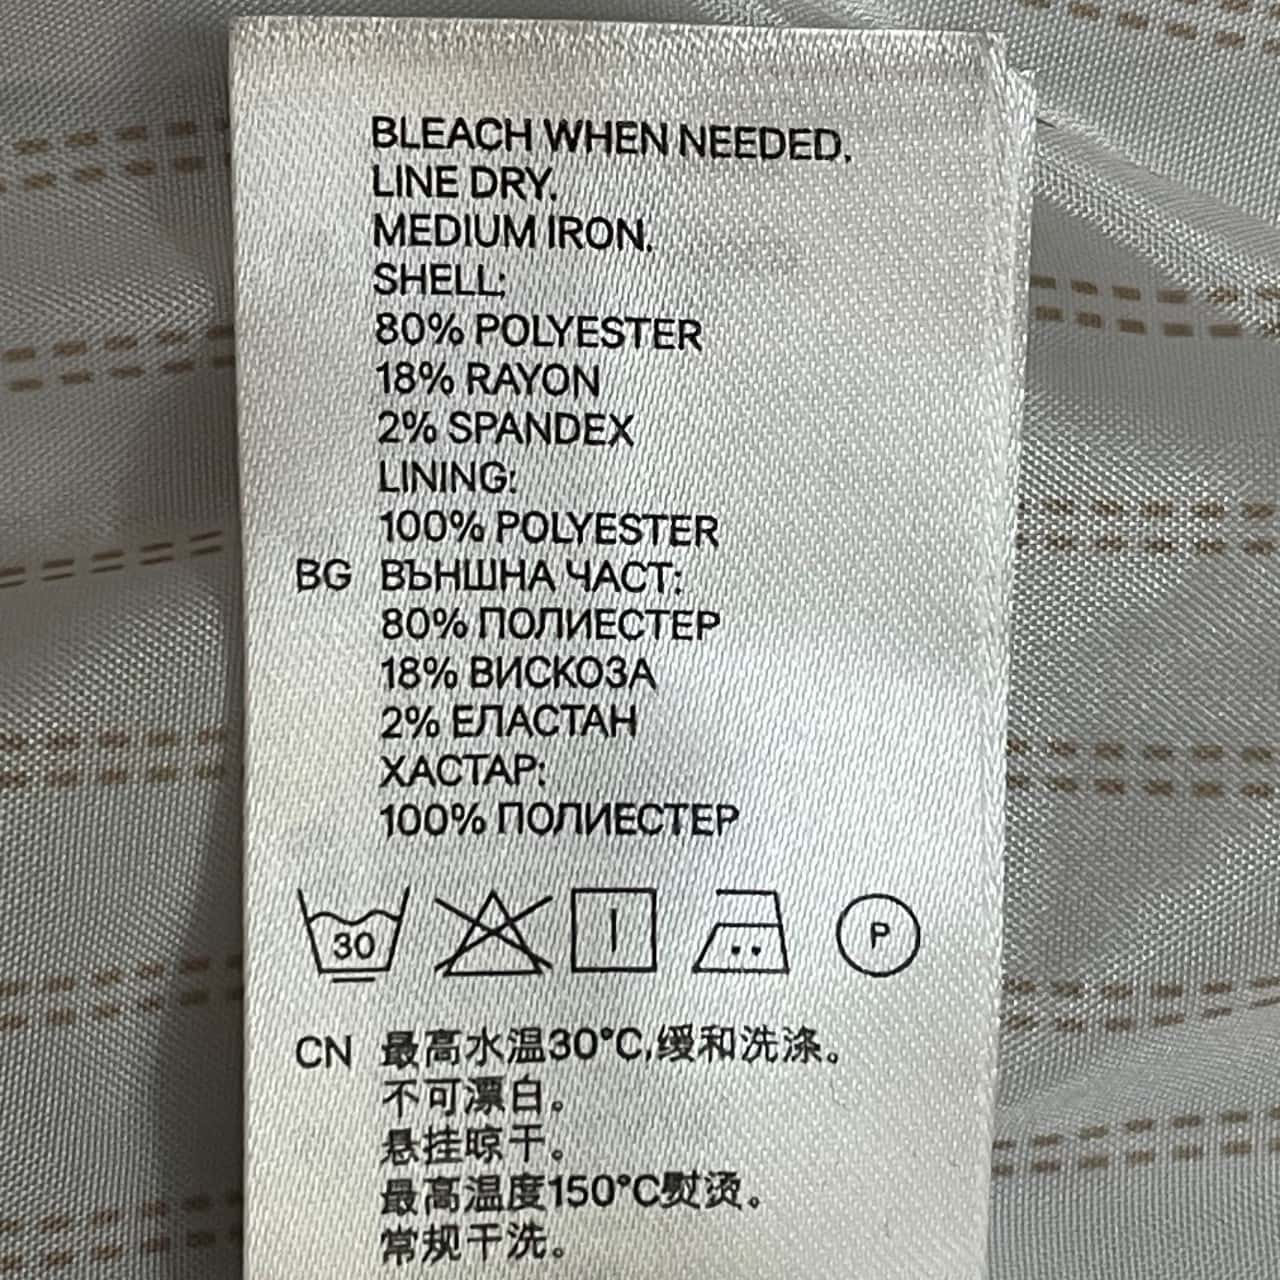 BLEACH WHEN NEEDED.
LINE DRY.
MEDIUM IRON.
SHELL:
80% POLYESTER
18% RAYON
2% SPANDEX
LINING:
100% POLYESTER
BG ВЪНШНА ЧАСТ:
80% ПОЛИЕСТЕР
18% ВИСКОЗА
2% ЕЛАСТАН
ХАСТАР:
100% ПОЛИЕСТЕР
30 P
CN 最高水温30°C,缓和洗涤。
不可漂白。
悬挂晾干。
最高温度150°C熨烫。
常规干洗。